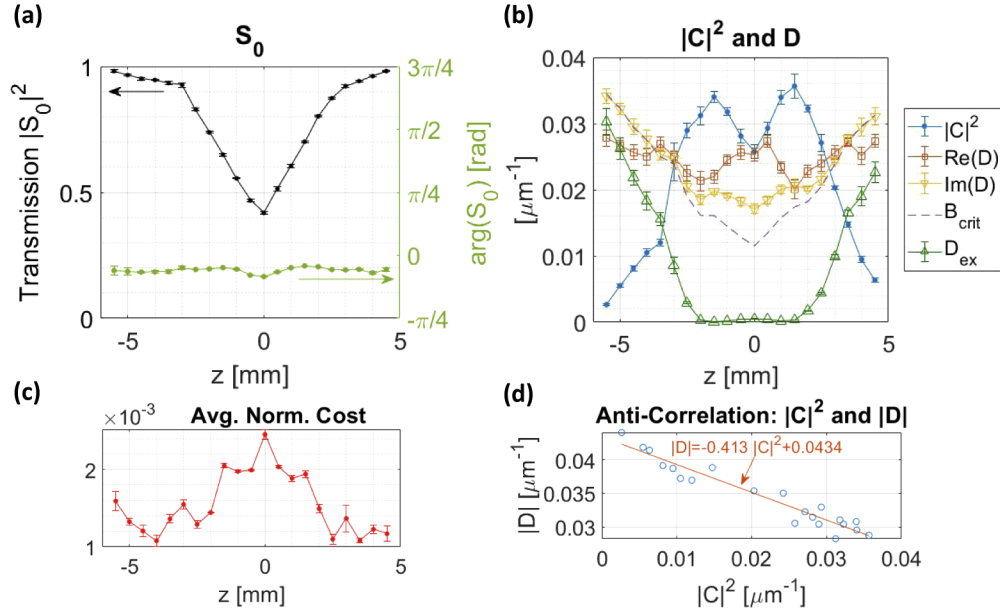 (a)
S₀
Transmission |S₀|²
1
0.5
0
3π/4
π/2
π/4
0
-π/4
arg(S₀) [rad]
-5
0
5
z [mm]
(b)
|C|² and D
[μm⁻¹]
0.04
0.03
0.02
0.01
0
-5
0
5
z [mm]
|C|²
Re(D)
Im(D)
B_crit
D_ex
(c)
Avg. Norm. Cost
×10⁻³
2
1
-5
0
5
z [mm]
(d)
Anti-Correlation: |C|² and |D|
|D|=-0.413 |C|²+0.0434
|D| [μm⁻¹]
0.04
0.035
0.03
0
0.01
0.02
0.03
0.04
|C|² [μm⁻¹]